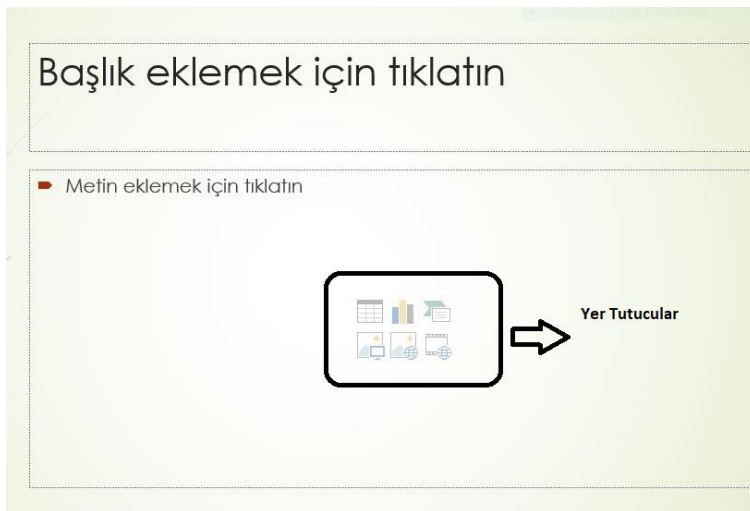 Başlık eklemek için tıklatın
Metin eklemek için tıklatın
Yer Tutucular